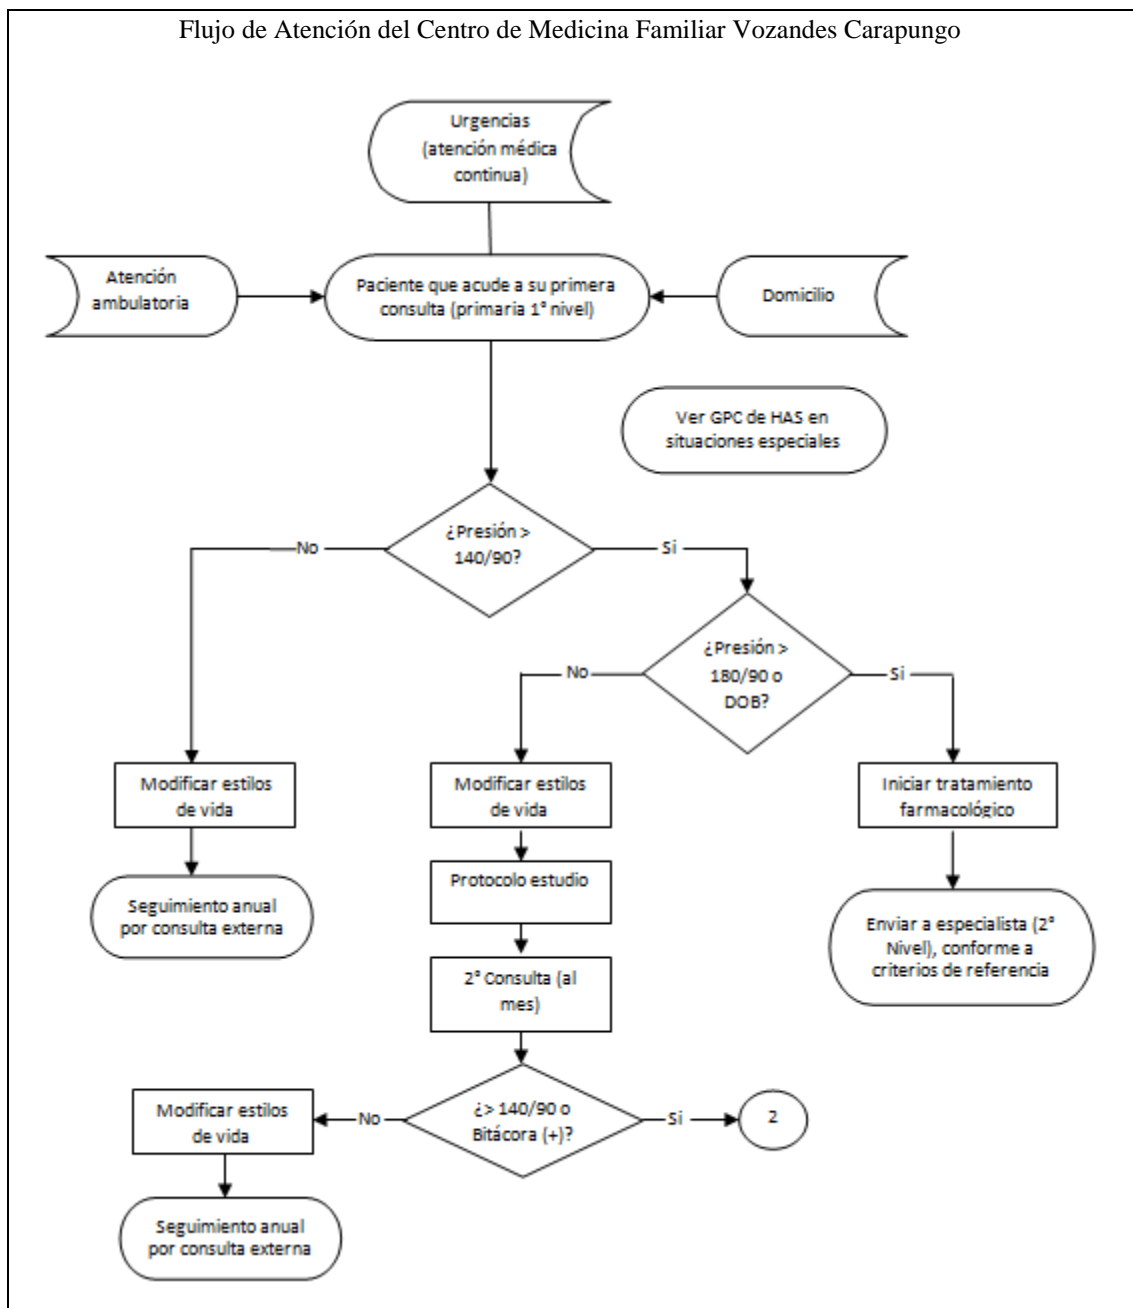 Flujo de Atención del Centro de Medicina Familiar Vozandes Carapungo
Urgencias
(atención médica
continua)
Atención
ambulatoria
Paciente que acude a su primera
consulta (primaria 1° nivel)
Domicilio
Ver GPC de HAS en
situaciones especiales
¿Presión >
140/90?
No
Si
¿Presión >
180/90 o
DOB?
No
Si
Modificar estilos
de vida
Modificar estilos
de vida
Iniciar tratamiento
farmacológico
Protocolo estudio
Seguimiento anual
por consulta externa
Enviar a especialista (2°
Nivel), conforme a
criterios de referencia
2° Consulta (al
mes)
¿> 140/90 o
Bitácora (+)?
No
Si
2
Modificar estilos
de vida
Seguimiento anual
por consulta externa